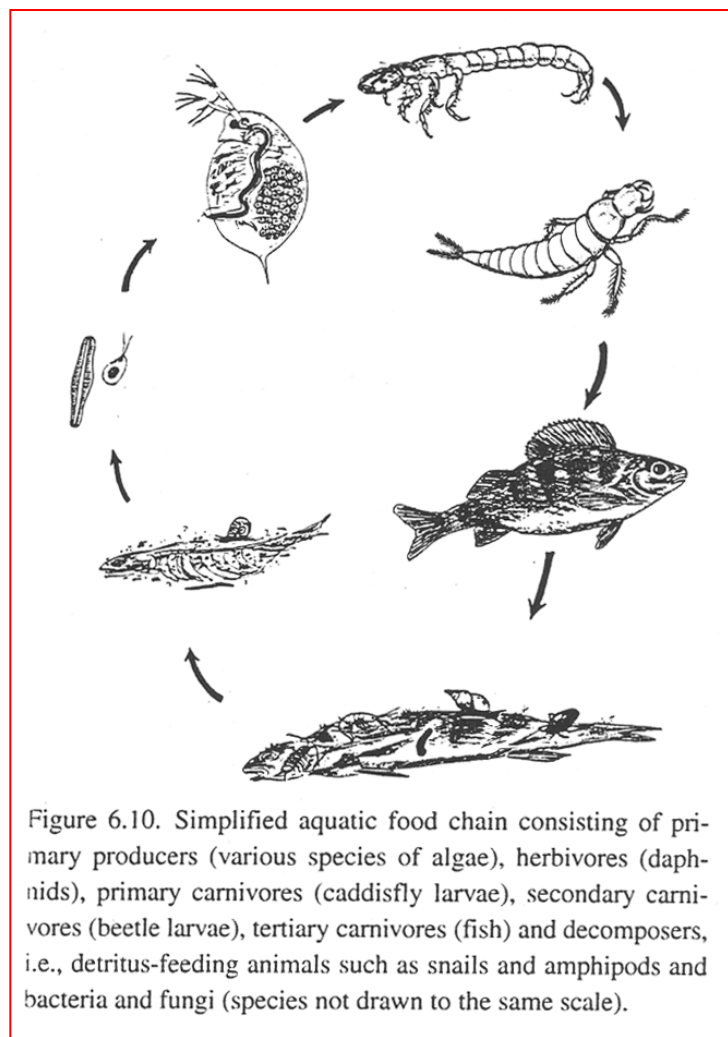 Figure 6.10. Simplified aquatic food chain consisting of pri-
mary producers (various species of algae), herbivores (daph-
nids), primary carnivores (caddisfly larvae), secondary carni-
vores (beetle larvae), tertiary carnivores (fish) and decomposers,
i.e., detritus-feeding animals such as snails and amphipods and
bacteria and fungi (species not drawn to the same scale).